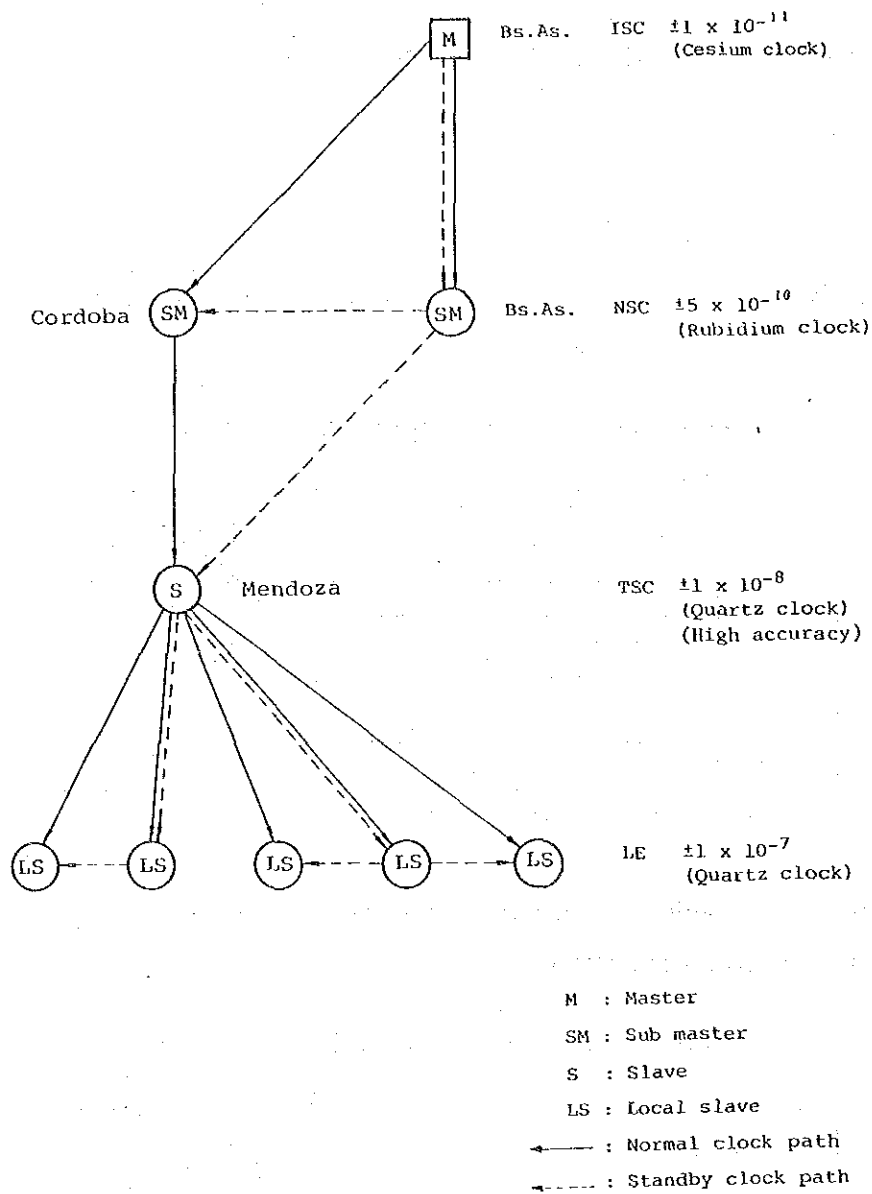 M Bs.As. ISC ±1 x 10⁻¹¹
(Cesium clock)
Cordoba SM SM Bs.As. NSC ±5 x 10⁻¹⁰
(Rubidium clock)
S Mendoza TSC ±1 x 10⁻⁸
(Quartz clock)
(High accuracy)
LS LS LS LS LS LE ±1 x 10⁻⁷
(Quartz clock)
M : Master
SM : Sub master
S : Slave
LS : Local slave
: Normal clock path
: Standby clock path